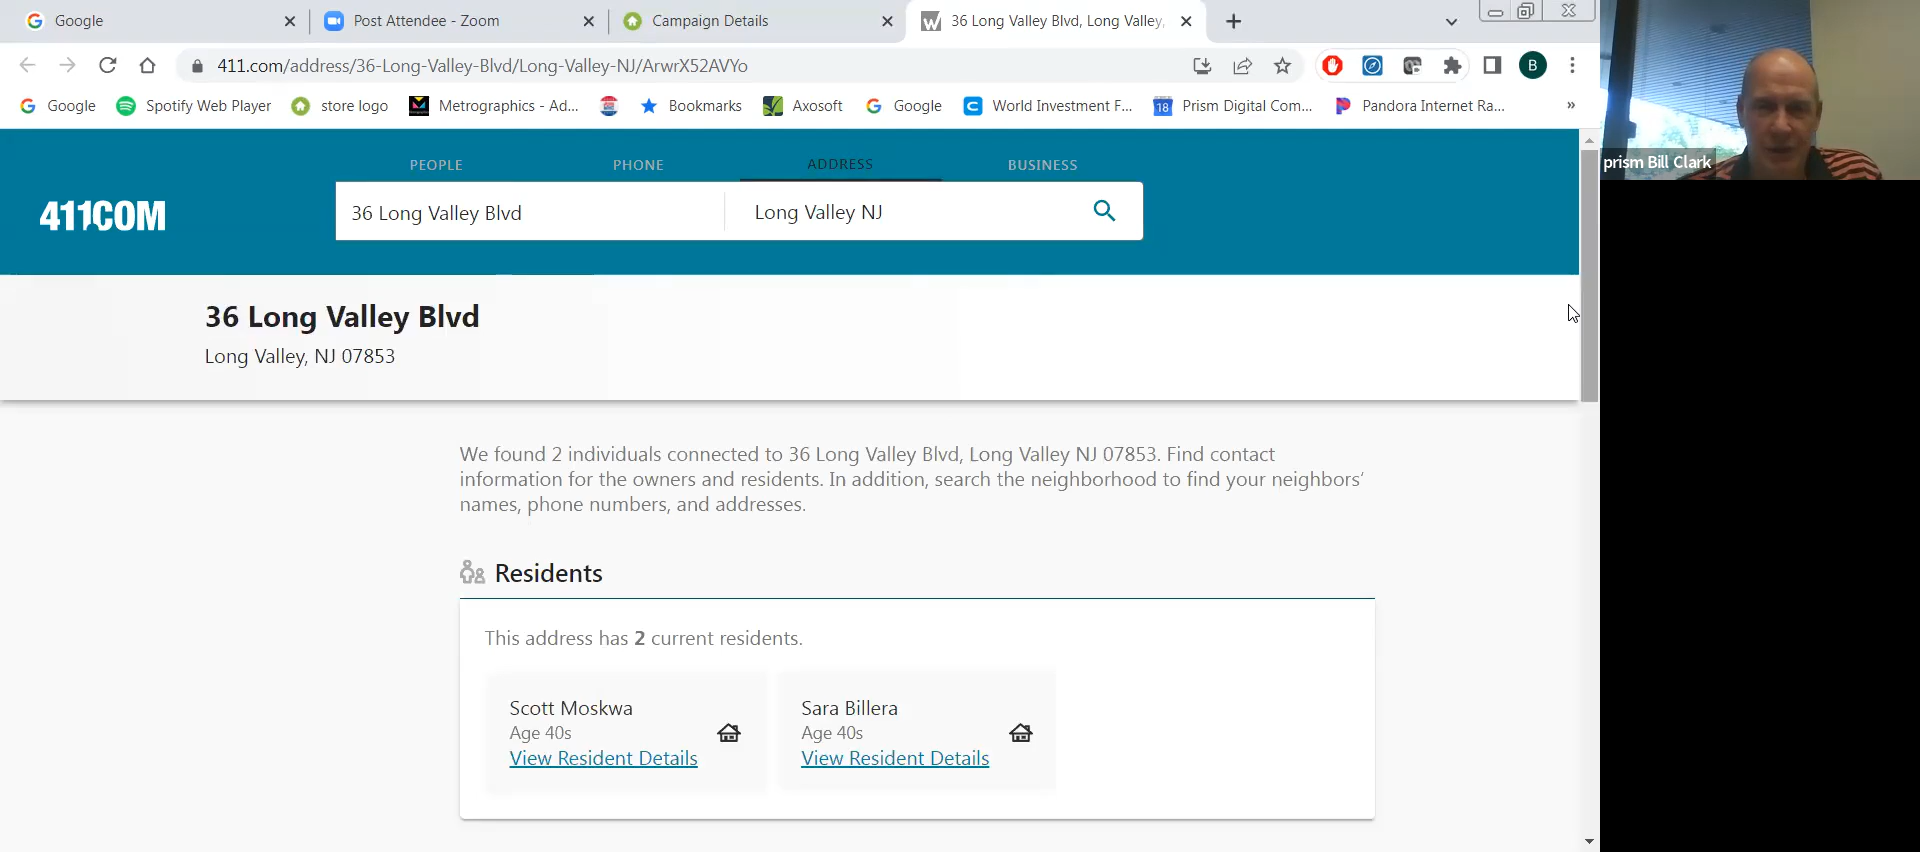 Google
Post Attendee - Zoom
Campaign Details
36 Long Valley Blvd, Long Valley,
411.com/address/36-Long-Valley-Blvd/Long-Valley-NJ/ArwrX52AVYo
B
Google
Spotify Web Player
store logo
Metrographics - Ad...
Bookmarks
Axosoft
Google
World Investment F...
18
Prism Digital Com...
Pandora Internet Ra...
»
prism Bill Clark
PEOPLE
PHONE
ADDRESS
BUSINESS
411.COM
36 Long Valley Blvd
Long Valley NJ
36 Long Valley Blvd
Long Valley, NJ 07853
We found 2 individuals connected to 36 Long Valley Blvd, Long Valley NJ 07853. Find contact
information for the owners and residents. In addition, search the neighborhood to find your neighbors'
names, phone numbers, and addresses.
Residents
This address has 2 current residents.
Scott Moskwa
Age 40s
View Resident Details
Sara Billera
Age 40s
View Resident Details